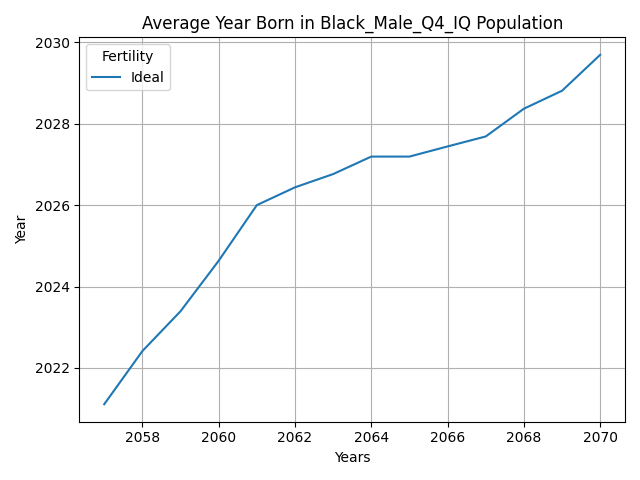 Average Year Born in Black_Male_Q4_IQ Population
2030
2028
2026
2024
2022
Year
Fertility
Ideal
2058 2060 2062 2064 2066 2068 2070
Years